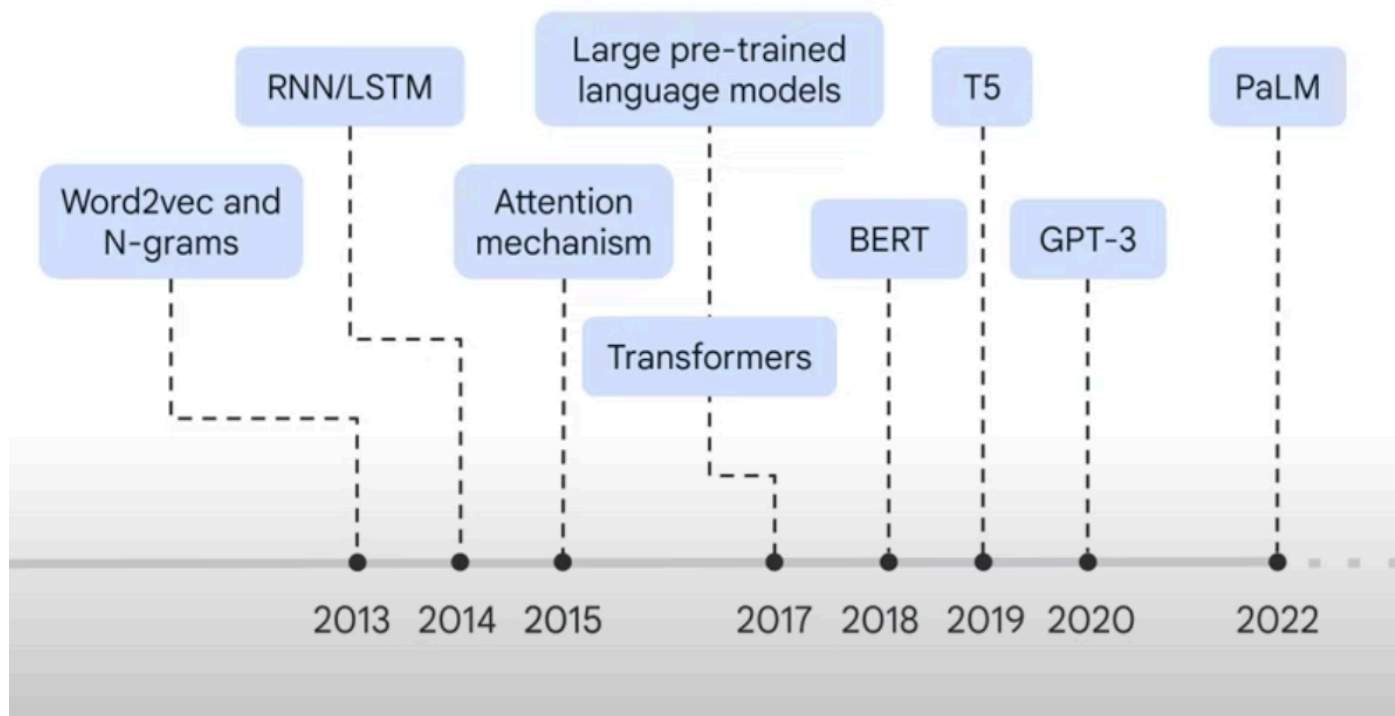 Large pre-trained
language models
RNN/LSTM
T5
PaLM
Word2vec and
N-grams
Attention
mechanism
BERT
GPT-3
Transformers
2013
2014
2015
2017
2018
2019
2020
2022